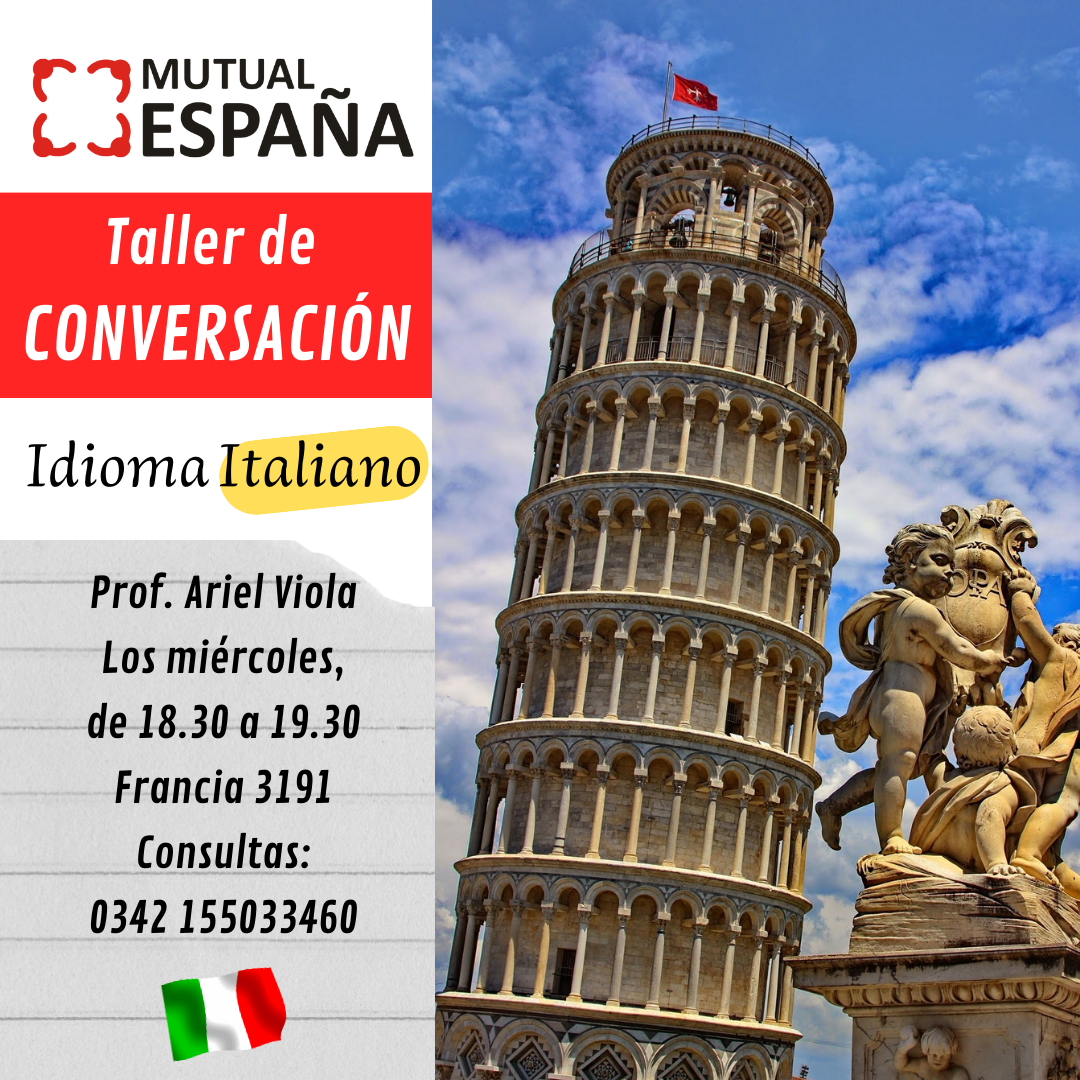 MUTUAL
ESPAÑA
Taller de
CONVERSACIÓN
Idioma Italiano
Prof. Ariel Viola
Los miércoles,
de 18.30 a 19.30
Francia 3191
Consultas:
0342 155033460